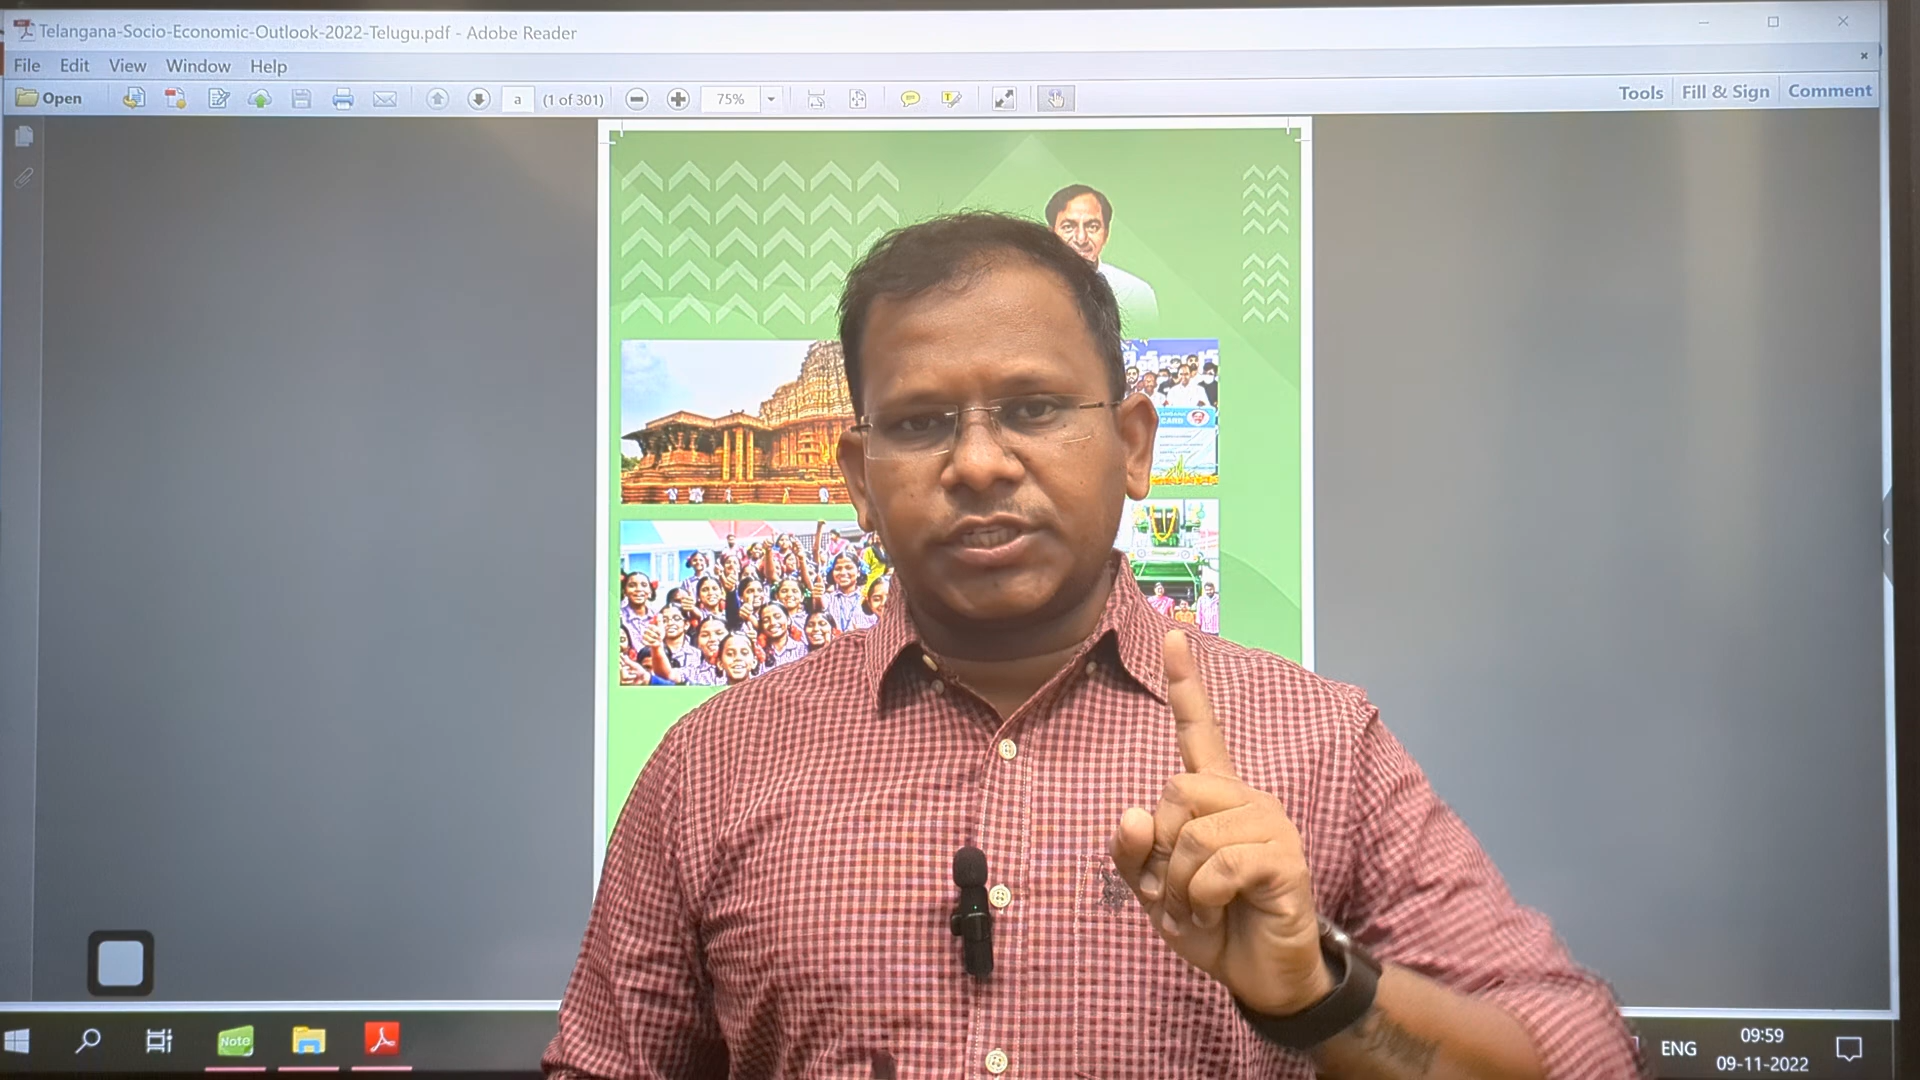 Telangana-Socio-Economic-Outlook-2022-Telugu.pdf - Adobe Reader
File Edit View Window Help
Open a (1 of 301) 75% Tools Fill & Sign Comment
CARD
Note
ENG
09:59
09-11-2022